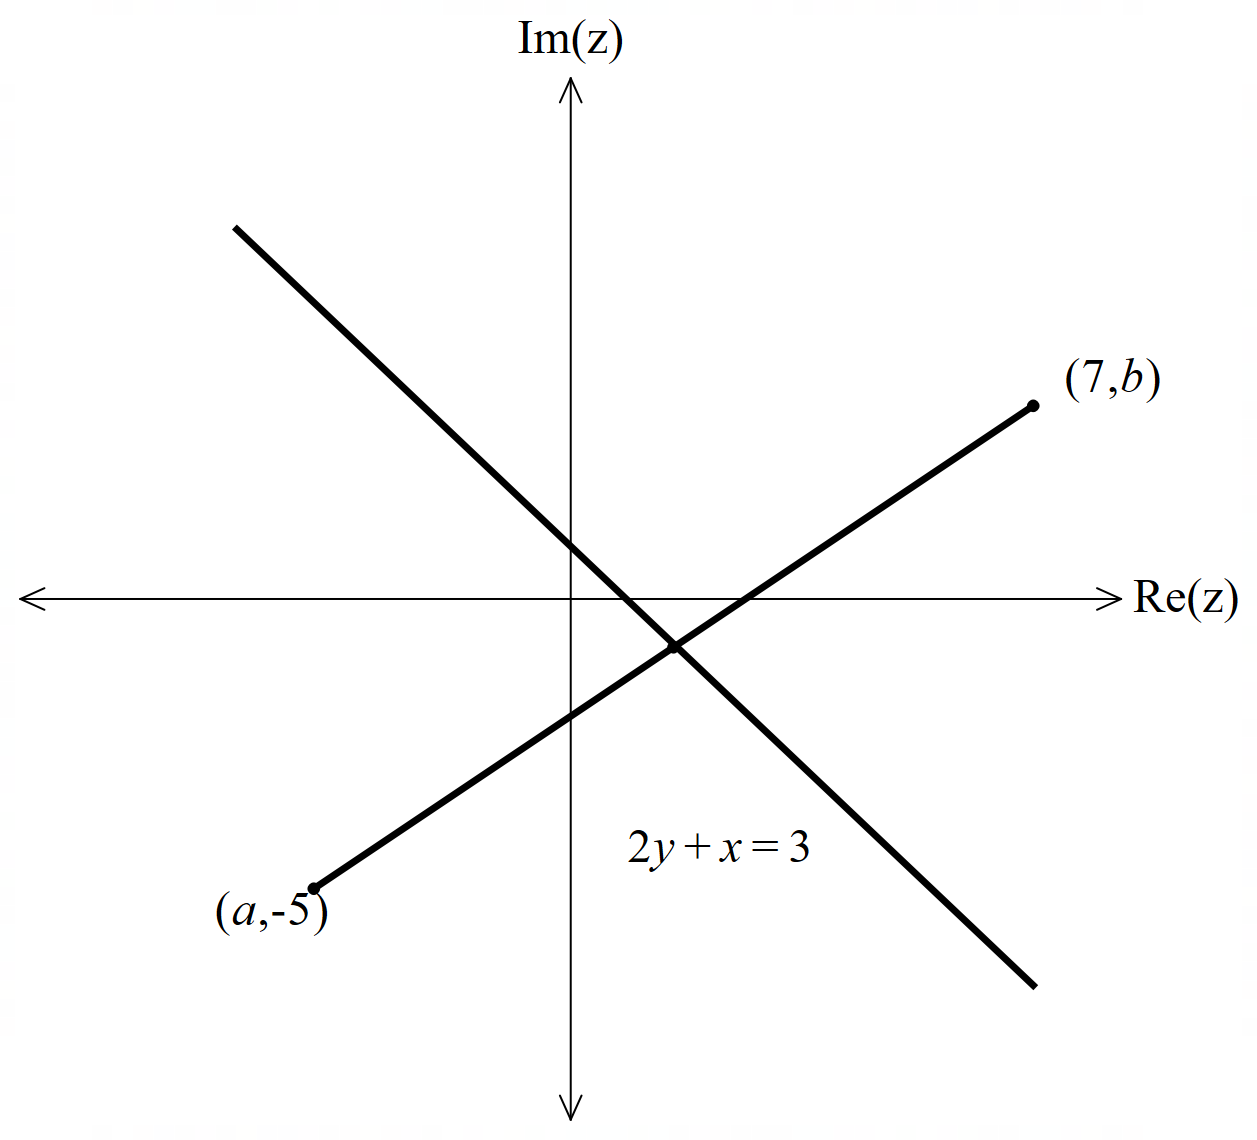 Im(z)
(7,b)
Re(z)
2y + x = 3
(a,-5)